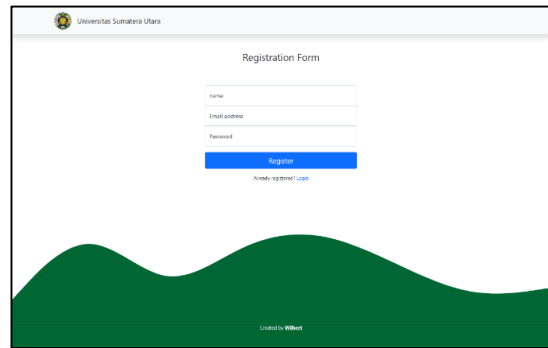 Universitas Sumatera Utara
Registration Form
name
Email address
Password
Register
Already registered? Login
Created by Wilbert